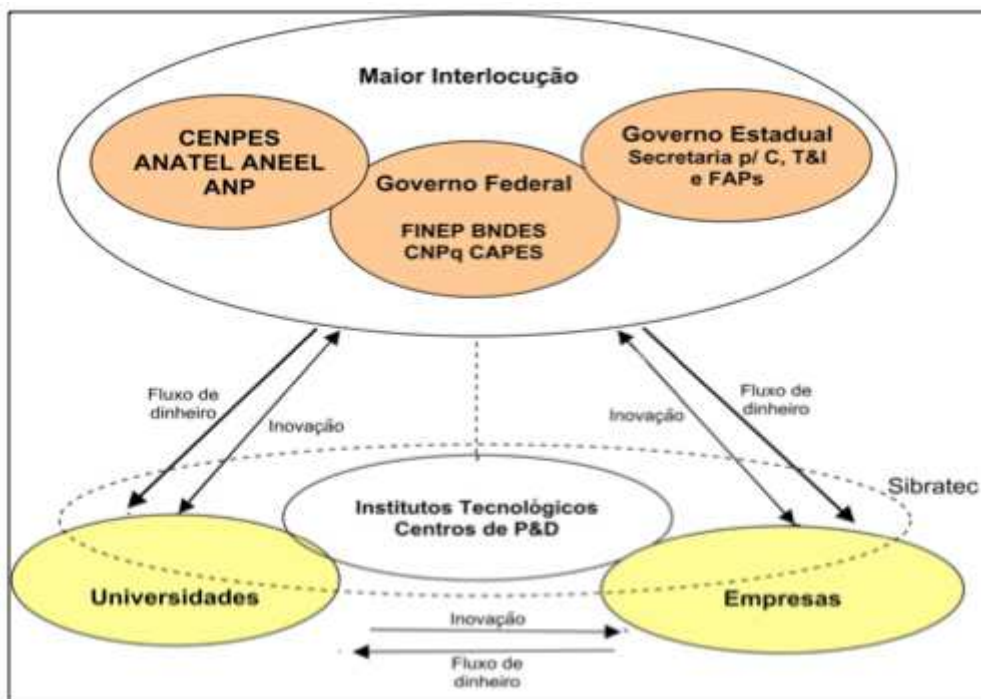 Maior Interlocução
CENPES
ANATEL ANEEL
ANP
Governo Federal
FINEP BNDES
CNPq CAPES
Governo Estadual
Secretaria p/ C, T&I
e FAPs
Fluxo de
dinheiro
Inovação
Inovação
Fluxo de
dinheiro
Sibratec
Institutos Tecnológicos
Centros de P&D
Universidades
Empresas
Inovação
Fluxo de
dinheiro